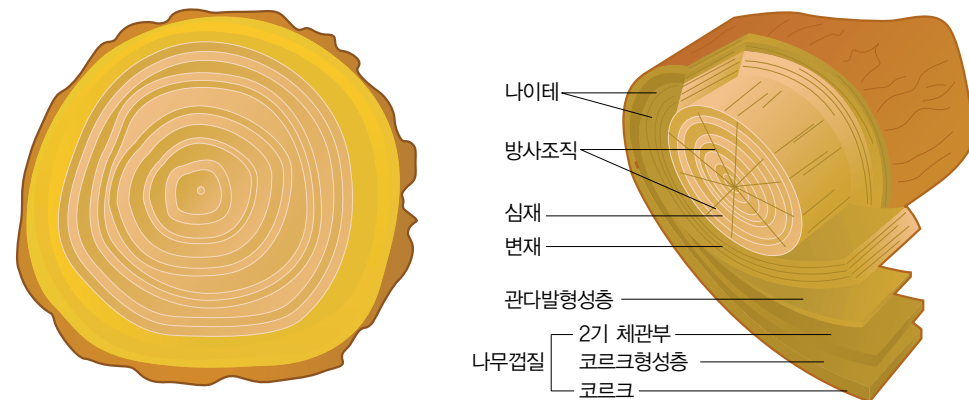 나이테
방사조직
심재
변재
관다발형성층
2기 체관부
나무껍질
코르크형성층
코르크